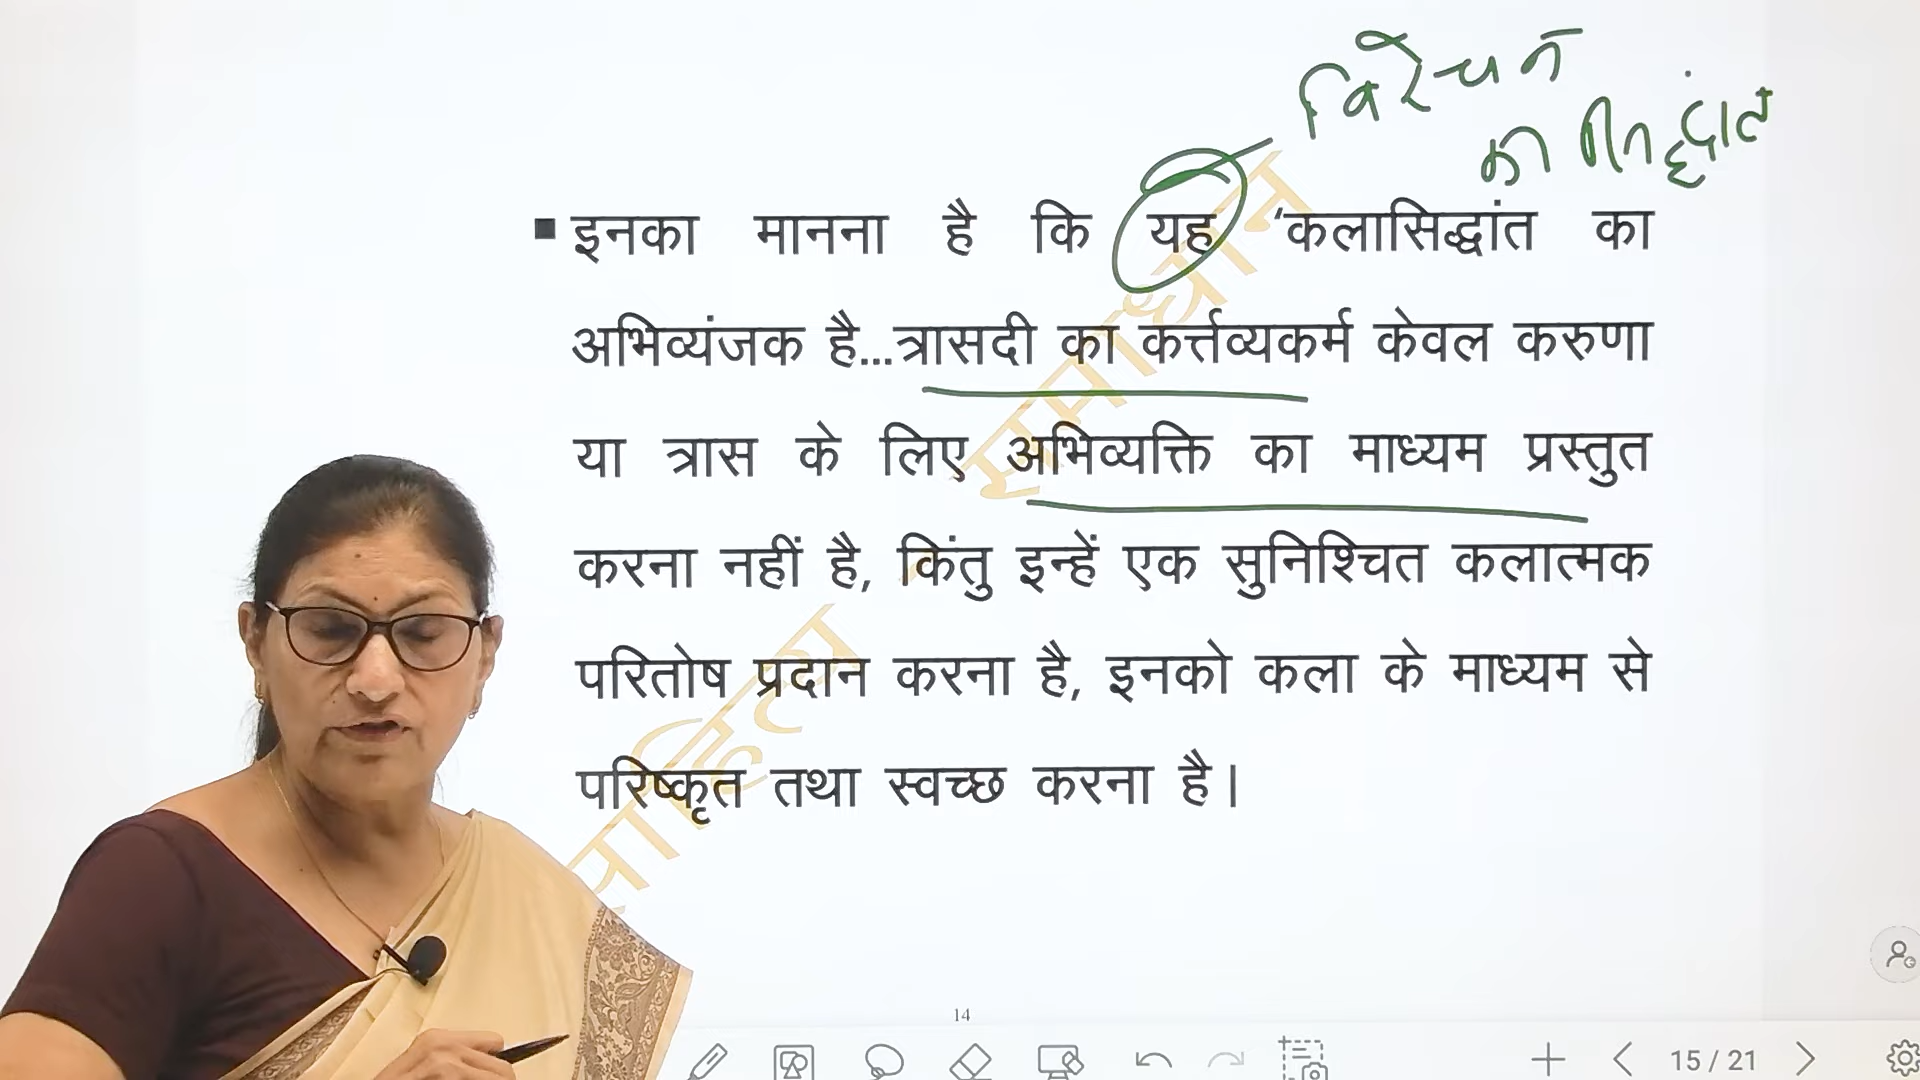 विरेचन
का सिद्धांत
▪ इनका मानना है कि यह ‘कलासिद्धांत का
अभिव्यंजक है...त्रासदी का कर्त्तव्यकर्म केवल करुणा
या त्रास के लिए अभिव्यक्ति का माध्यम प्रस्तुत
करना नहीं है, किंतु इन्हें एक सुनिश्चित कलात्मक
परितोष प्रदान करना है, इनको कला के माध्यम से
परिष्कृत तथा स्वच्छ करना है।
साहित्य समाधान
14
15 / 21